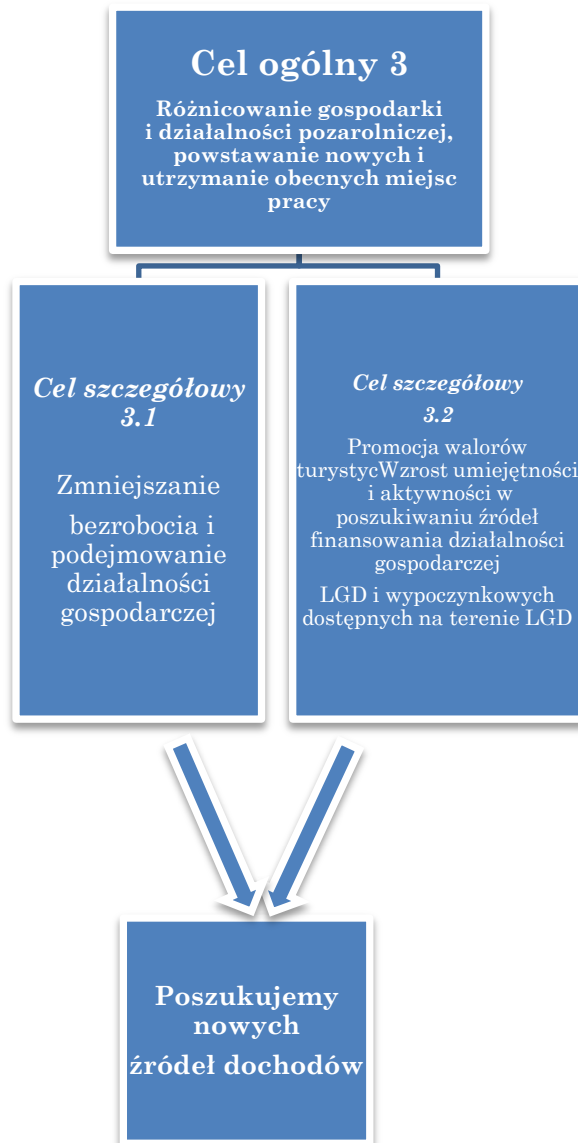 Cel ogólny 3
Różnicowanie gospodarki
i działalności pozarolniczej,
powstawanie nowych i
utrzymanie obecnych miejsc
pracy
Cel szczegółowy
3.1
Zmniejszanie
bezrobocia i
podejmowanie
działalności
gospodarczej
Cel szczegółowy
3.2
Promocja walorów
turystycWzrost umiejętności
i aktywności w
poszukiwaniu źródeł
finansowania działalności
gospodarczej
LGD i wypoczynkowych
dostępnych na terenie LGD
Poszukujemy
nowych
źródeł dochodów